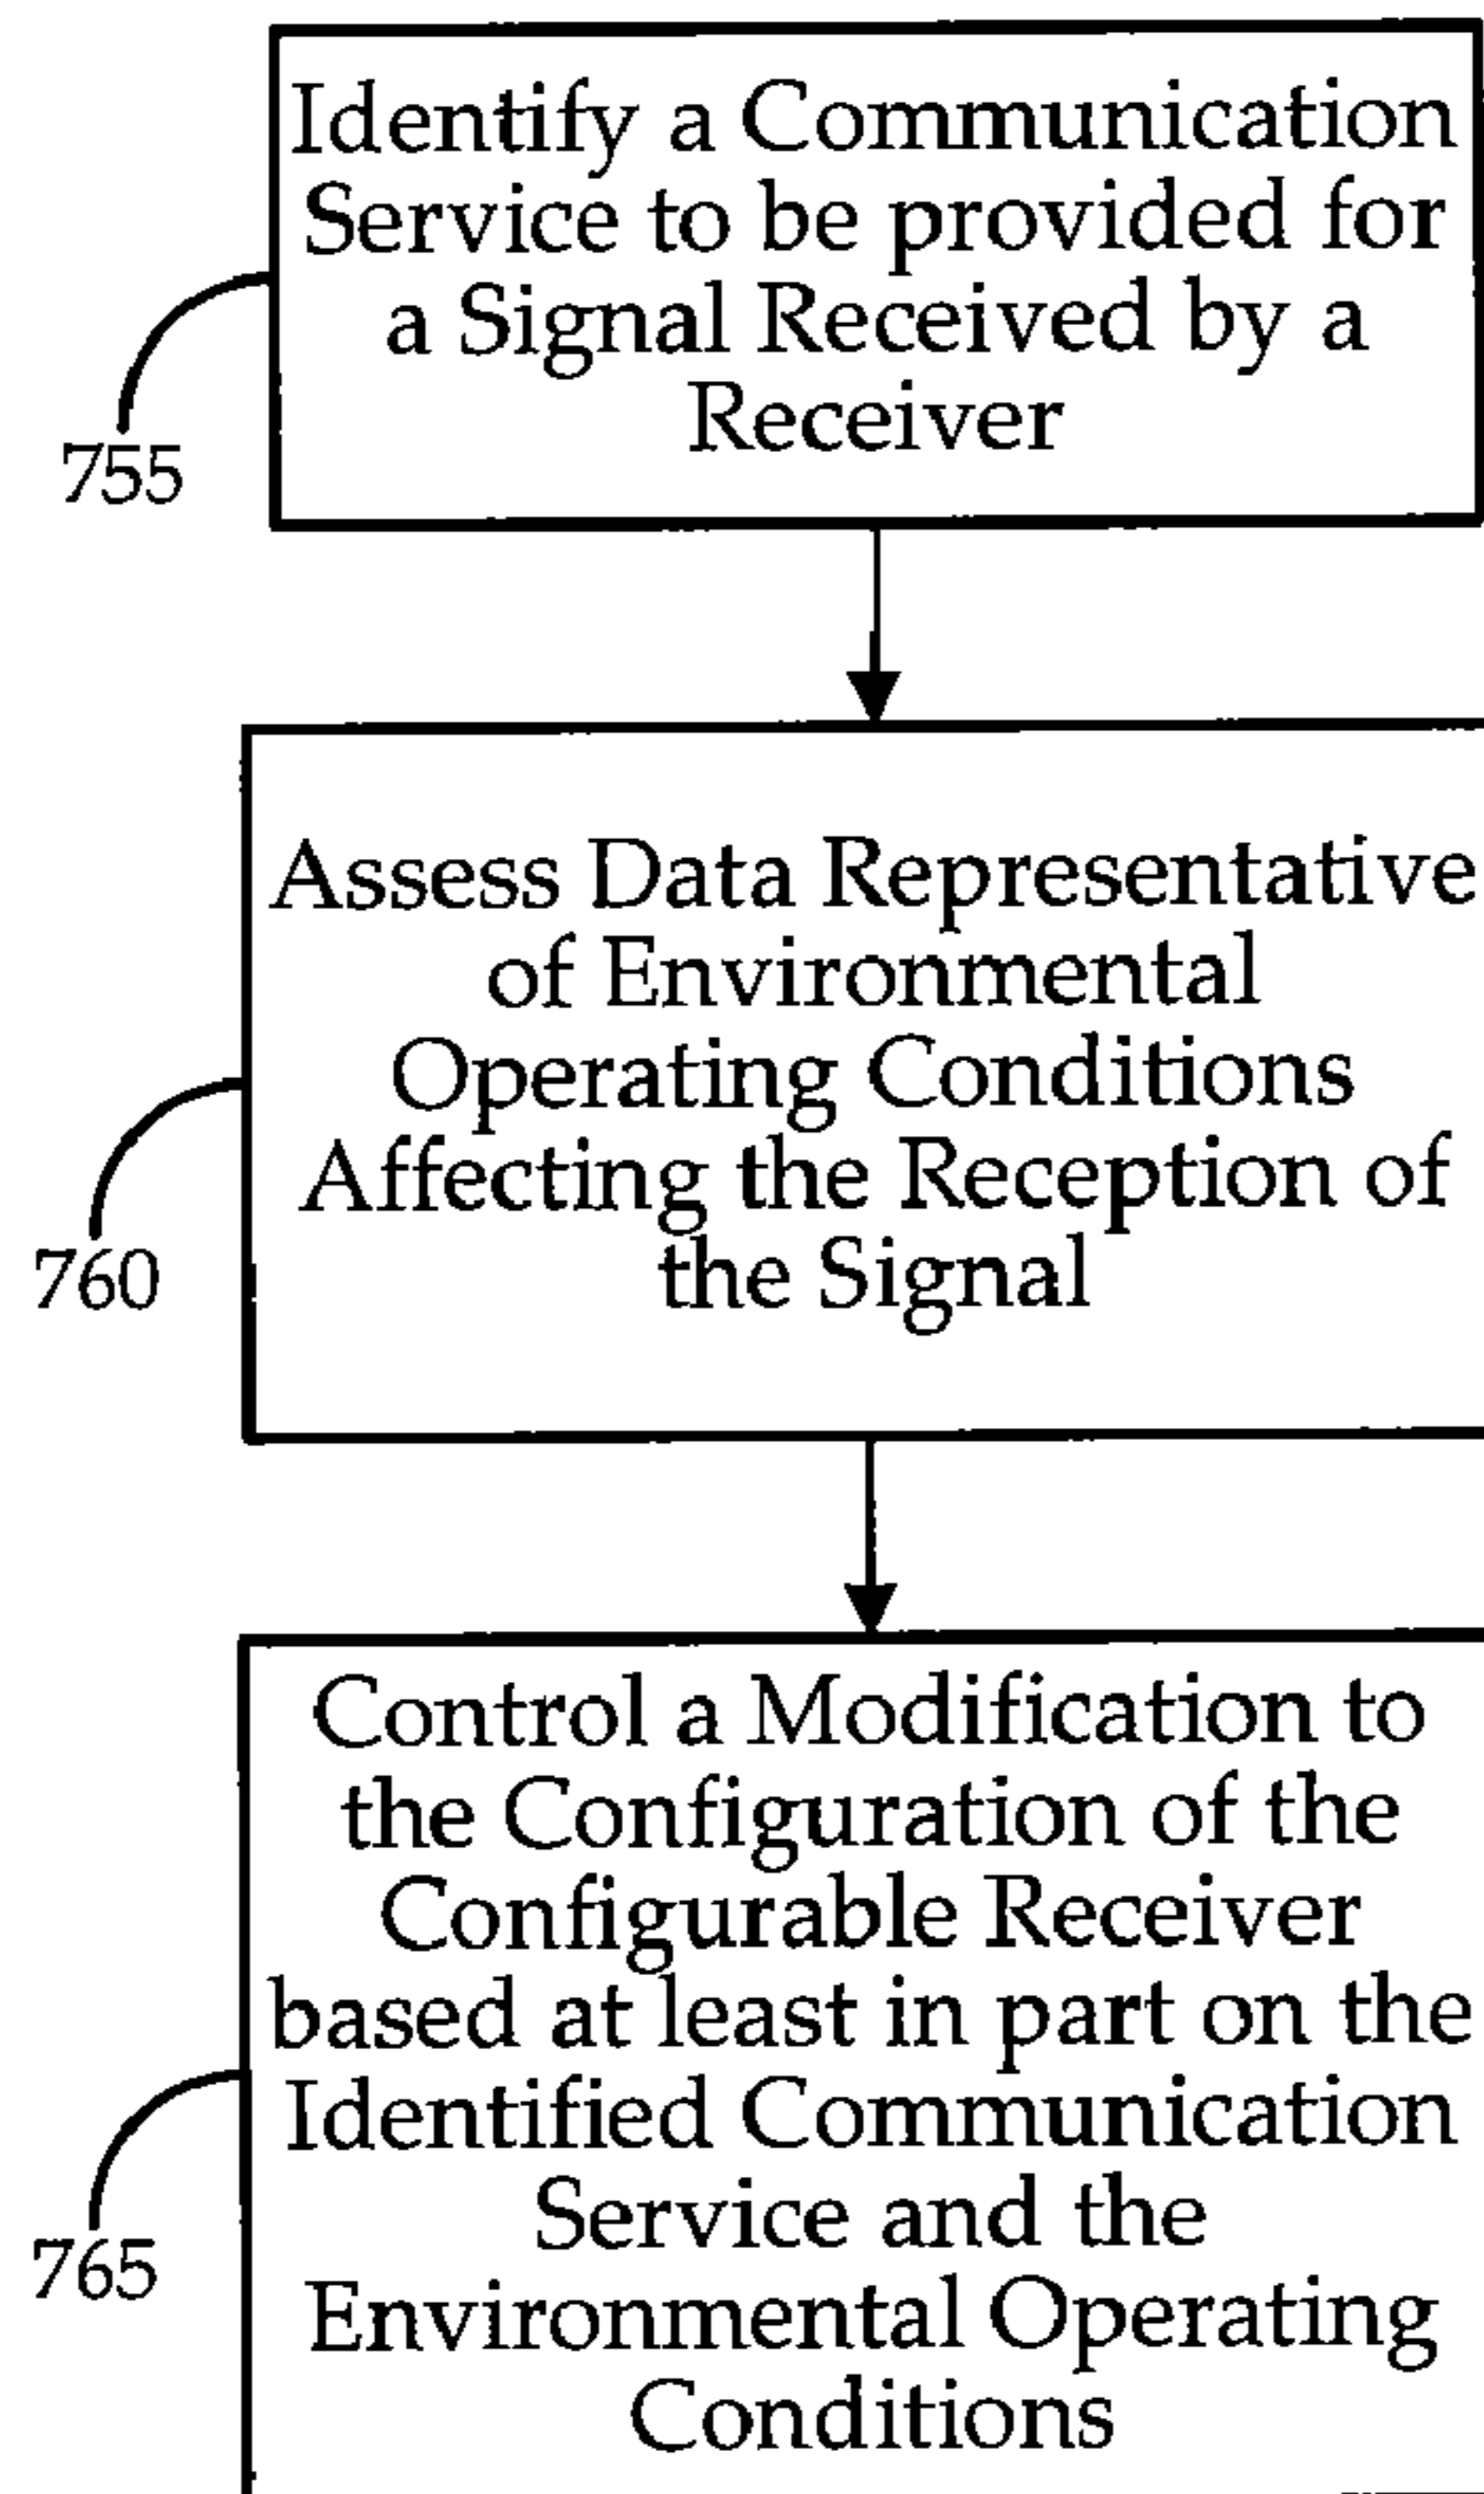 Identify a Communication
Service to be provided for
a Signal Received by a
Receiver
755
Assess Data Representative
of Environmental
Operating Conditions
Affecting the Reception of
the Signal
760
Control a Modification to
the Configuration of the
Configurable Receiver
based at least in part on the
Identified Communication
Service and the
Environmental Operating
Conditions
765